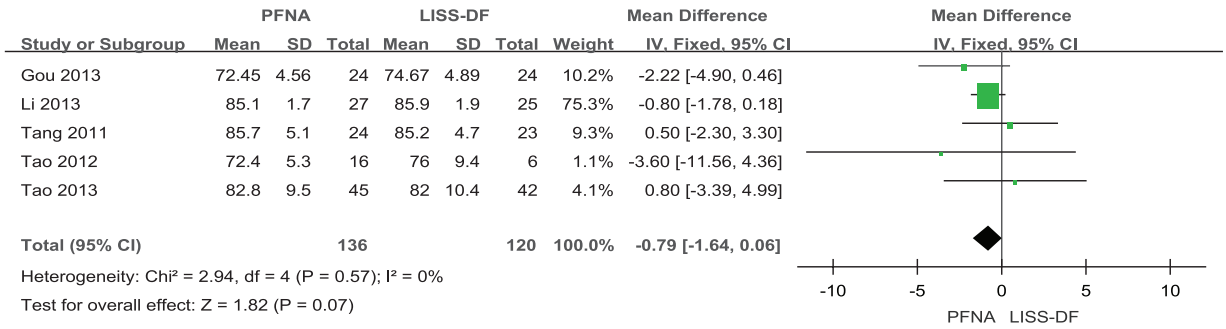 PFNA LISS-DF Mean Difference Mean Difference
Study or Subgroup Mean SD Total Mean SD Total Weight IV, Fixed, 95% CI IV, Fixed, 95% CI
Gou 2013 72.45 4.56 24 74.67 4.89 24 10.2% -2.22 [-4.90, 0.46]
Li 2013 85.1 1.7 27 85.9 1.9 25 75.3% -0.80 [-1.78, 0.18]
Tang 2011 85.7 5.1 24 85.2 4.7 23 9.3% 0.50 [-2.30, 3.30]
Tao 2012 72.4 5.3 16 76 9.4 6 1.1% -3.60 [-11.56, 4.36]
Tao 2013 82.8 9.5 45 82 10.4 42 4.1% 0.80 [-3.39, 4.99]
Total (95% CI) 136 120 100.0% -0.79 [-1.64, 0.06]
Heterogeneity: Chi² = 2.94, df = 4 (P = 0.57); I² = 0%
Test for overall effect: Z = 1.82 (P = 0.07)
-10 -5 0 5 10
PFNA LISS-DF